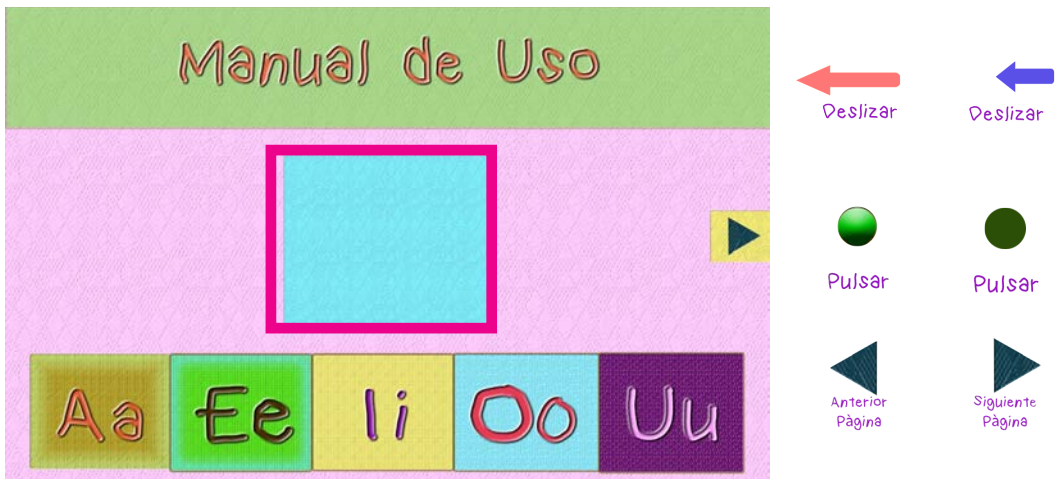 Manual de Uso
Aa Ee Ii Oo Uu
Deslizar Deslizar
Pulsar Pulsar
Anterior
Pàgina
Siguiente
Pàgina